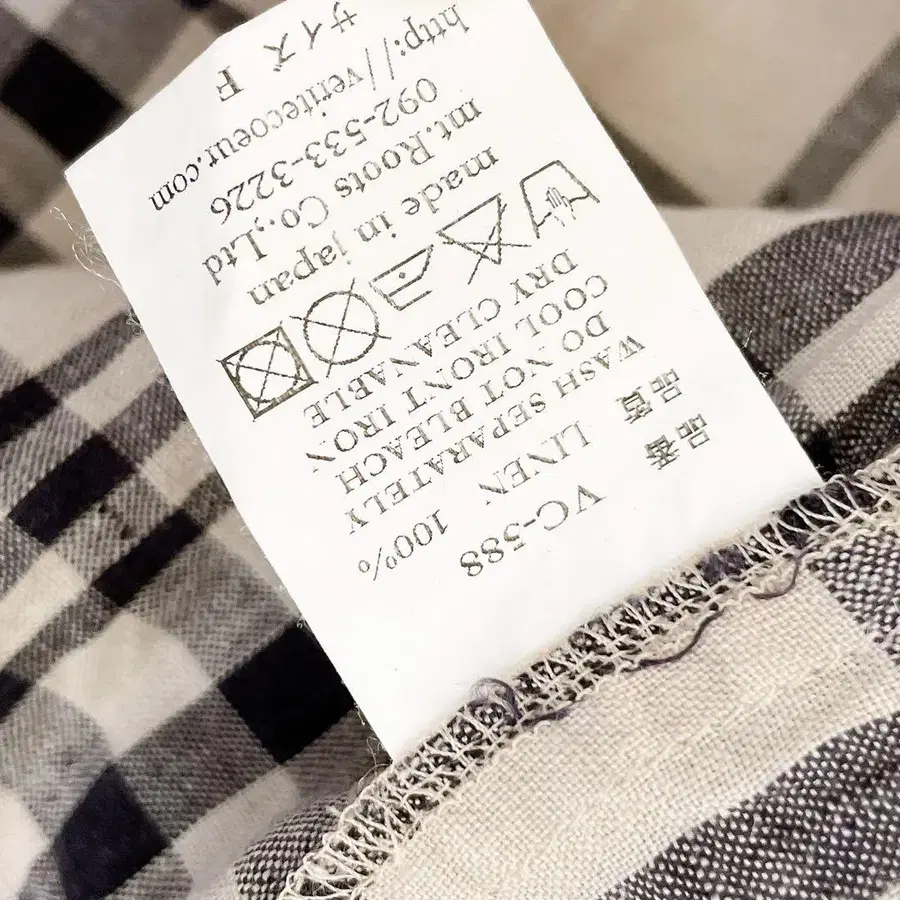 品番 VC-588
品質 LINEN 100%
WASH SEPARATELY
DO NOT BLEACH
COOL IRONT IRON
DRY CLEANABLE
made in japan
mt.Roots Co.,Ltd
092-533-3226
http://veritecoeur.com
サイズ F